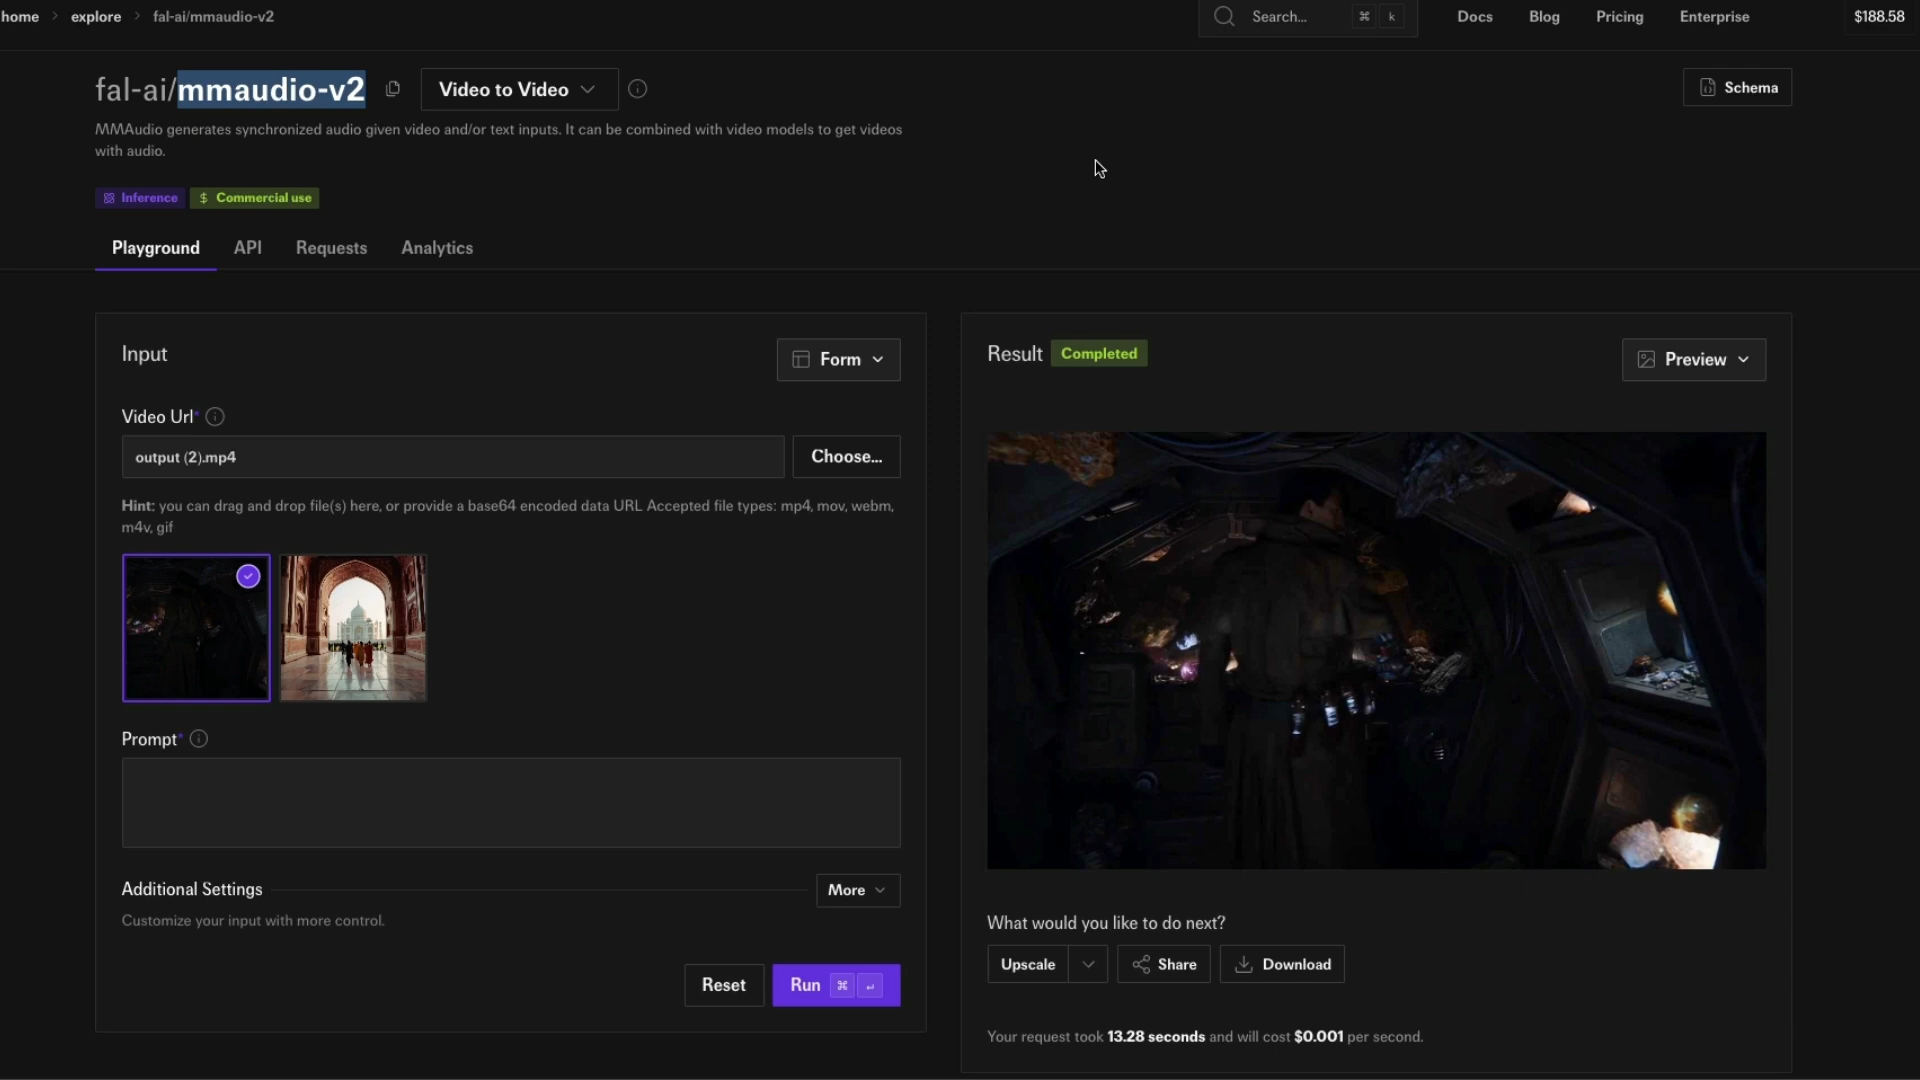 home > explore > fal-ai/mmaudio-v2
Search... ⌘ k
Docs Blog Pricing Enterprise $188.58
fal-ai/mmaudio-v2 Video to Video
Schema
MMAudio generates synchronized audio given video and/or text inputs. It can be combined with video models to get videos
with audio.
Inference $ Commercial use
Playground API Requests Analytics
Input
Form
Video Url*
output (2).mp4
Choose...
Hint: you can drag and drop file(s) here, or provide a base64 encoded data URL Accepted file types: mp4, mov, webm,
m4v, gif
Prompt*
Additional Settings
More
Customize your input with more control.
Reset
Run ⌘ ↵
Result Completed
Preview
What would you like to do next?
Upscale Share Download
Your request took 13.28 seconds and will cost $0.001 per second.